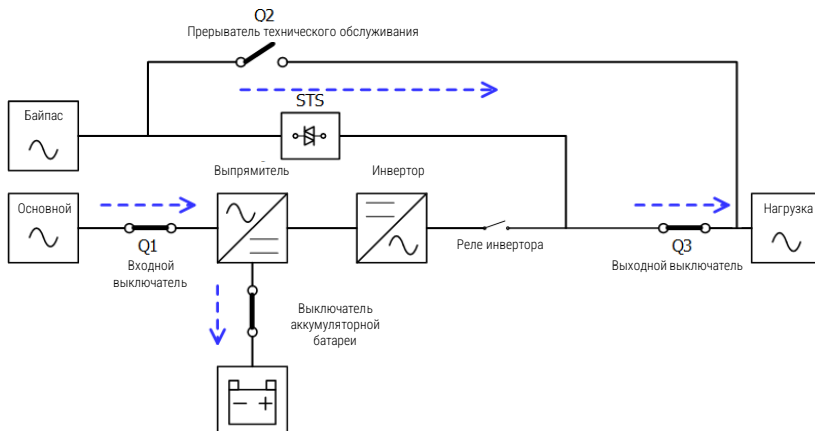 Q2
Прерыватель технического обслуживания
STS
Байпас
Выпрямитель
Инвертор
Основной
Нагрузка
Q1
Входной
выключатель
Реле инвертора
Q3
Выходной выключатель
Выключатель
аккумуляторной
батареи